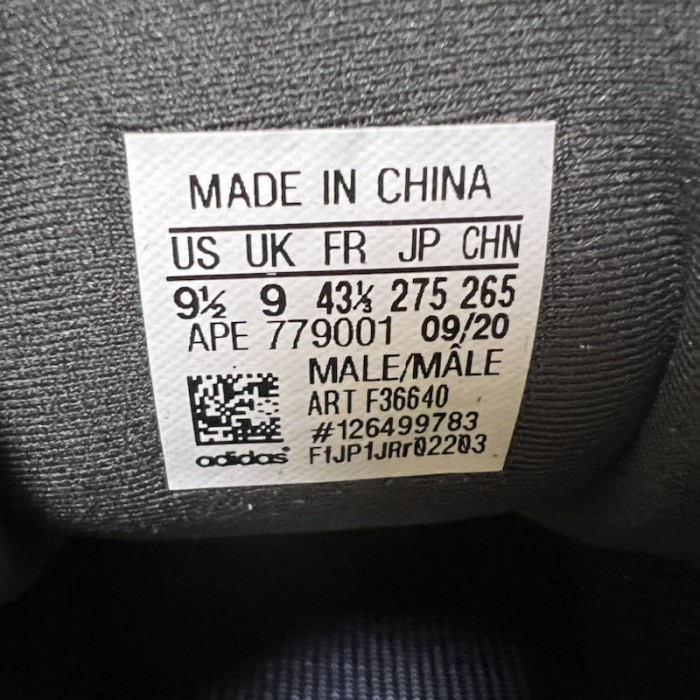 MADE IN CHINA
US UK FR JP CHN
9½ 9 43⅓ 275 265
APE 779001 09/20
MALE/MÂLE
ART F36640
#126499783
adidas FfJP1JRr02203